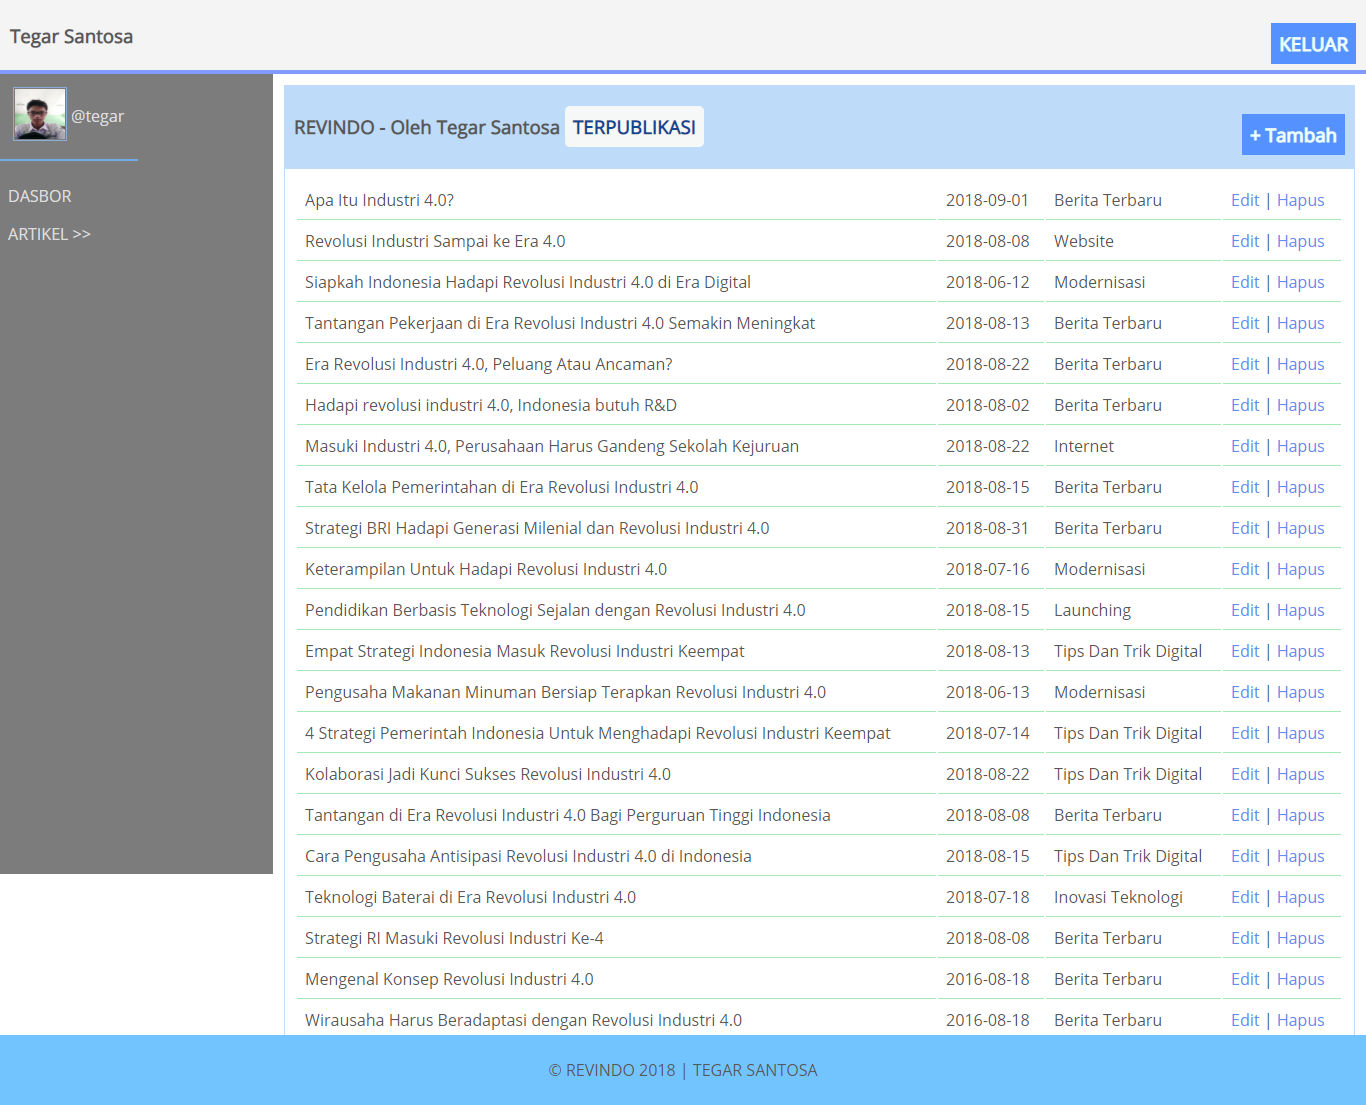 Tegar Santosa
KELUAR
@tegar
DASBOR
ARTIKEL >>
REVINDO - Oleh Tegar Santosa TERPUBLIKASI
+ Tambah
Apa Itu Industri 4.0? 2018-09-01 Berita Terbaru Edit | Hapus
Revolusi Industri Sampai ke Era 4.0 2018-08-08 Website Edit | Hapus
Siapkah Indonesia Hadapi Revolusi Industri 4.0 di Era Digital 2018-06-12 Modernisasi Edit | Hapus
Tantangan Pekerjaan di Era Revolusi Industri 4.0 Semakin Meningkat 2018-08-13 Berita Terbaru Edit | Hapus
Era Revolusi Industri 4.0, Peluang Atau Ancaman? 2018-08-22 Berita Terbaru Edit | Hapus
Hadapi revolusi industri 4.0, Indonesia butuh R&D 2018-08-02 Berita Terbaru Edit | Hapus
Masuki Industri 4.0, Perusahaan Harus Gandeng Sekolah Kejuruan 2018-08-22 Internet Edit | Hapus
Tata Kelola Pemerintahan di Era Revolusi Industri 4.0 2018-08-15 Berita Terbaru Edit | Hapus
Strategi BRI Hadapi Generasi Milenial dan Revolusi Industri 4.0 2018-08-31 Berita Terbaru Edit | Hapus
Keterampilan Untuk Hadapi Revolusi Industri 4.0 2018-07-16 Modernisasi Edit | Hapus
Pendidikan Berbasis Teknologi Sejalan dengan Revolusi Industri 4.0 2018-08-15 Launching Edit | Hapus
Empat Strategi Indonesia Masuk Revolusi Industri Keempat 2018-08-13 Tips Dan Trik Digital Edit | Hapus
Pengusaha Makanan Minuman Bersiap Terapkan Revolusi Industri 4.0 2018-06-13 Modernisasi Edit | Hapus
4 Strategi Pemerintah Indonesia Untuk Menghadapi Revolusi Industri Keempat 2018-07-14 Tips Dan Trik Digital Edit | Hapus
Kolaborasi Jadi Kunci Sukses Revolusi Industri 4.0 2018-08-22 Tips Dan Trik Digital Edit | Hapus
Tantangan di Era Revolusi Industri 4.0 Bagi Perguruan Tinggi Indonesia 2018-08-08 Berita Terbaru Edit | Hapus
Cara Pengusaha Antisipasi Revolusi Industri 4.0 di Indonesia 2018-08-15 Tips Dan Trik Digital Edit | Hapus
Teknologi Baterai di Era Revolusi Industri 4.0 2018-07-18 Inovasi Teknologi Edit | Hapus
Strategi RI Masuki Revolusi Industri Ke-4 2018-08-08 Berita Terbaru Edit | Hapus
Mengenal Konsep Revolusi Industri 4.0 2016-08-18 Berita Terbaru Edit | Hapus
Wirausaha Harus Beradaptasi dengan Revolusi Industri 4.0 2016-08-18 Berita Terbaru Edit | Hapus
© REVINDO 2018 | TEGAR SANTOSA